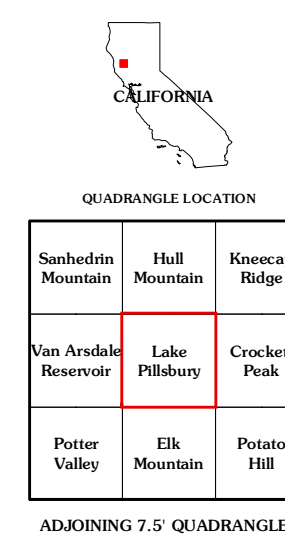 CALIFORNIA
QUADRANGLE LOCATION
Sanhedrin
Mountain
Hull
Mountain
Kneeca
Ridge
Van Arsdale
Reservoir
Lake
Pillsbury
Crocket
Peak
Potter
Valley
Elk
Mountain
Potato
Hill
ADJOINING 7.5' QUADRANGLE